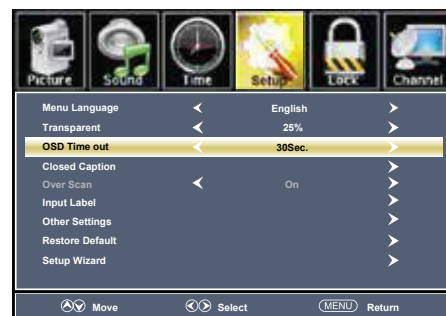 Picture Sound Time Setup Lock Channel
Menu Language English
Transparent 25%
OSD Time out 30Sec.
Closed Caption
Over Scan On
Input Label
Other Settings
Restore Default
Setup Wizard
Move Select MENU Return